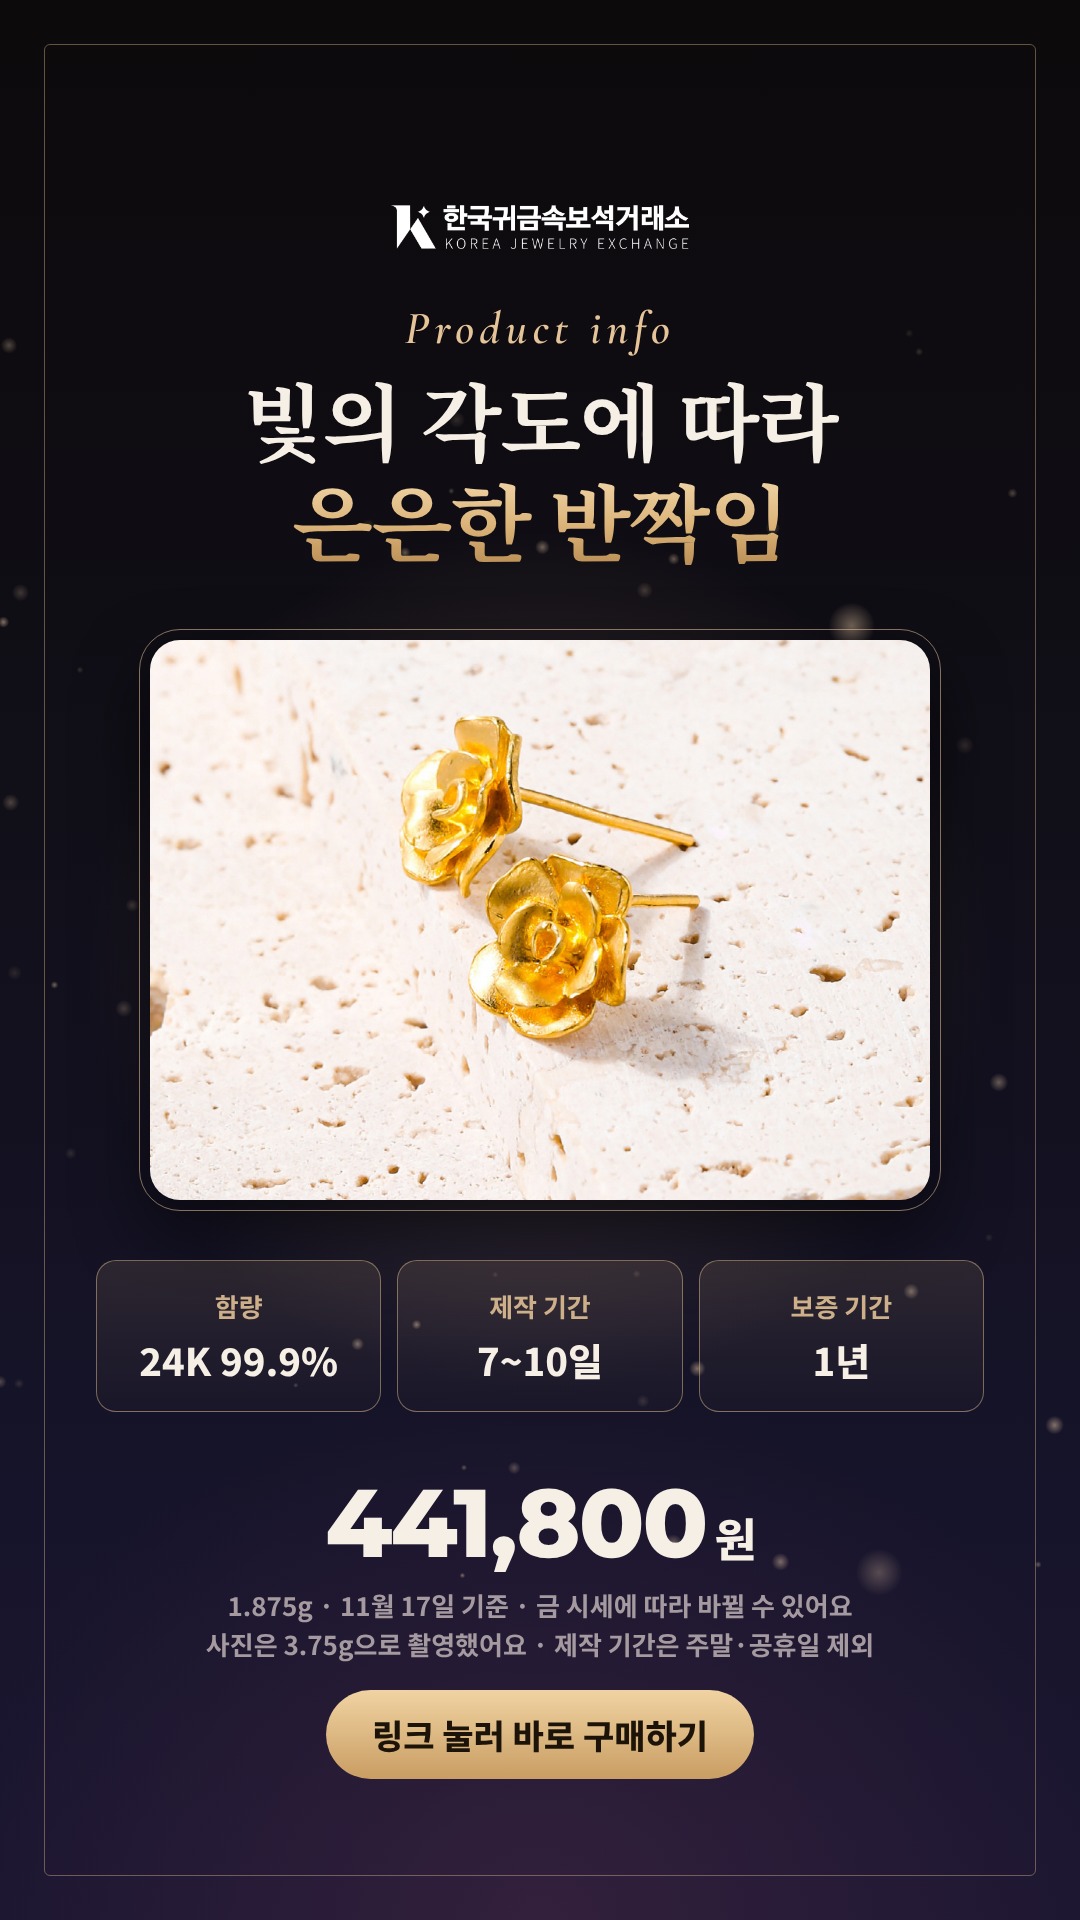 한국귀금속보석거래소
KOREA JEWELRY EXCHANGE
Product info
빛의 각도에 따라
은은한 반짝임
함량
24K 99.9%
제작 기간
7~10일
보증 기간
1년
441,800원
1.875g · 11월 17일 기준 · 금 시세에 따라 바뀔 수 있어요
사진은 3.75g으로 촬영했어요 · 제작 기간은 주말·공휴일 제외
링크 눌러 바로 구매하기